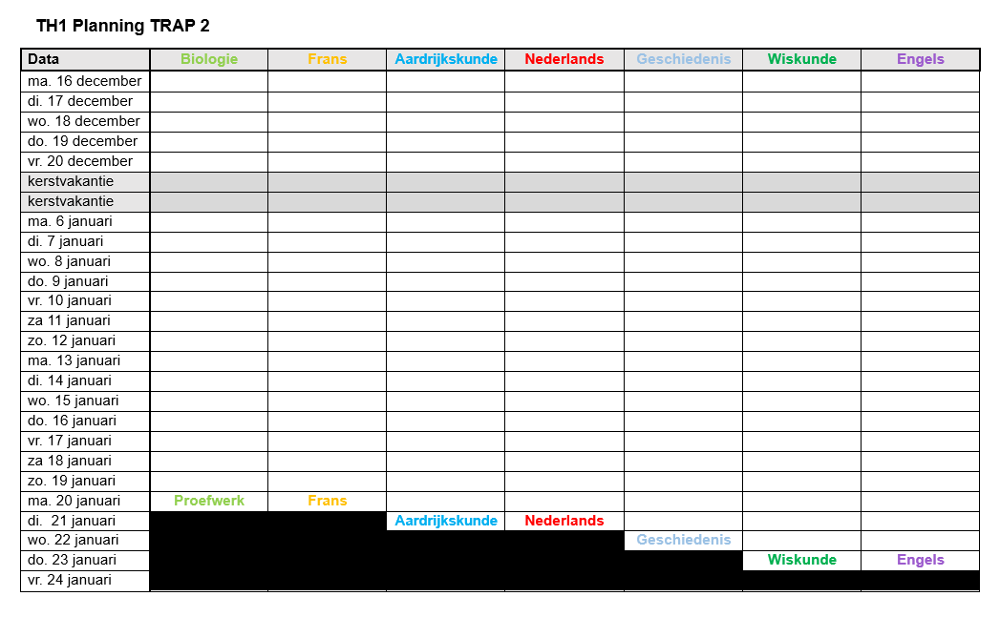 TH1 Planning TRAP 2
Data Biologie Frans Aardrijkskunde Nederlands Geschiedenis Wiskunde Engels
ma. 16 december
di. 17 december
wo. 18 december
do. 19 december
vr. 20 december
kerstvakantie
kerstvakantie
ma. 6 januari
di. 7 januari
wo. 8 januari
do. 9 januari
vr. 10 januari
za 11 januari
zo. 12 januari
ma. 13 januari
di. 14 januari
wo. 15 januari
do. 16 januari
vr. 17 januari
za 18 januari
zo. 19 januari
ma. 20 januari Proefwerk Frans
di.  21 januari Aardrijkskunde Nederlands
wo. 22 januari Geschiedenis
do. 23 januari Wiskunde Engels
vr. 24 januari